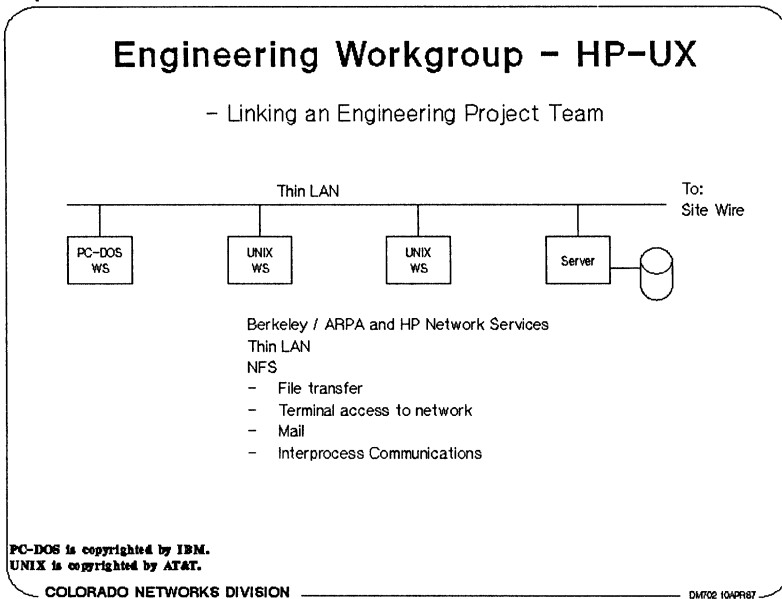 Engineering Workgroup - HP-UX
- Linking an Engineering Project Team
Thin LAN
To:
Site Wire
PC-DOS
WS
UNIX
WS
UNIX
WS
Server
Berkeley / ARPA and HP Network Services
Thin LAN
NFS
- File transfer
- Terminal access to network
- Mail
- Interprocess Communications
PC-DOS is copyrighted by IBM.
UNIX is copyrighted by AT&T.
COLORADO NETWORKS DIVISION
DM702 10APR87